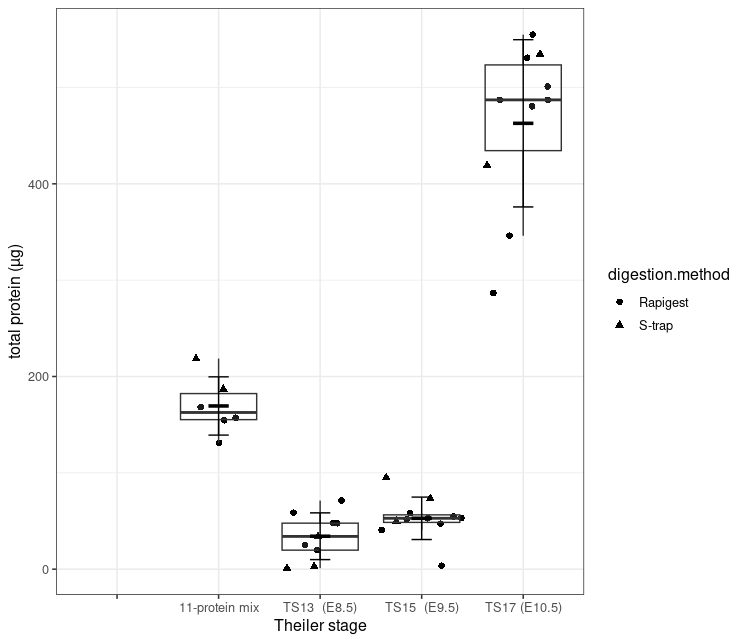 total protein (µg)
400
200
0
11-protein mix
TS13 (E8.5)
TS15 (E9.5)
TS17 (E10.5)
Theiler stage
digestion.method
Rapigest
S-trap